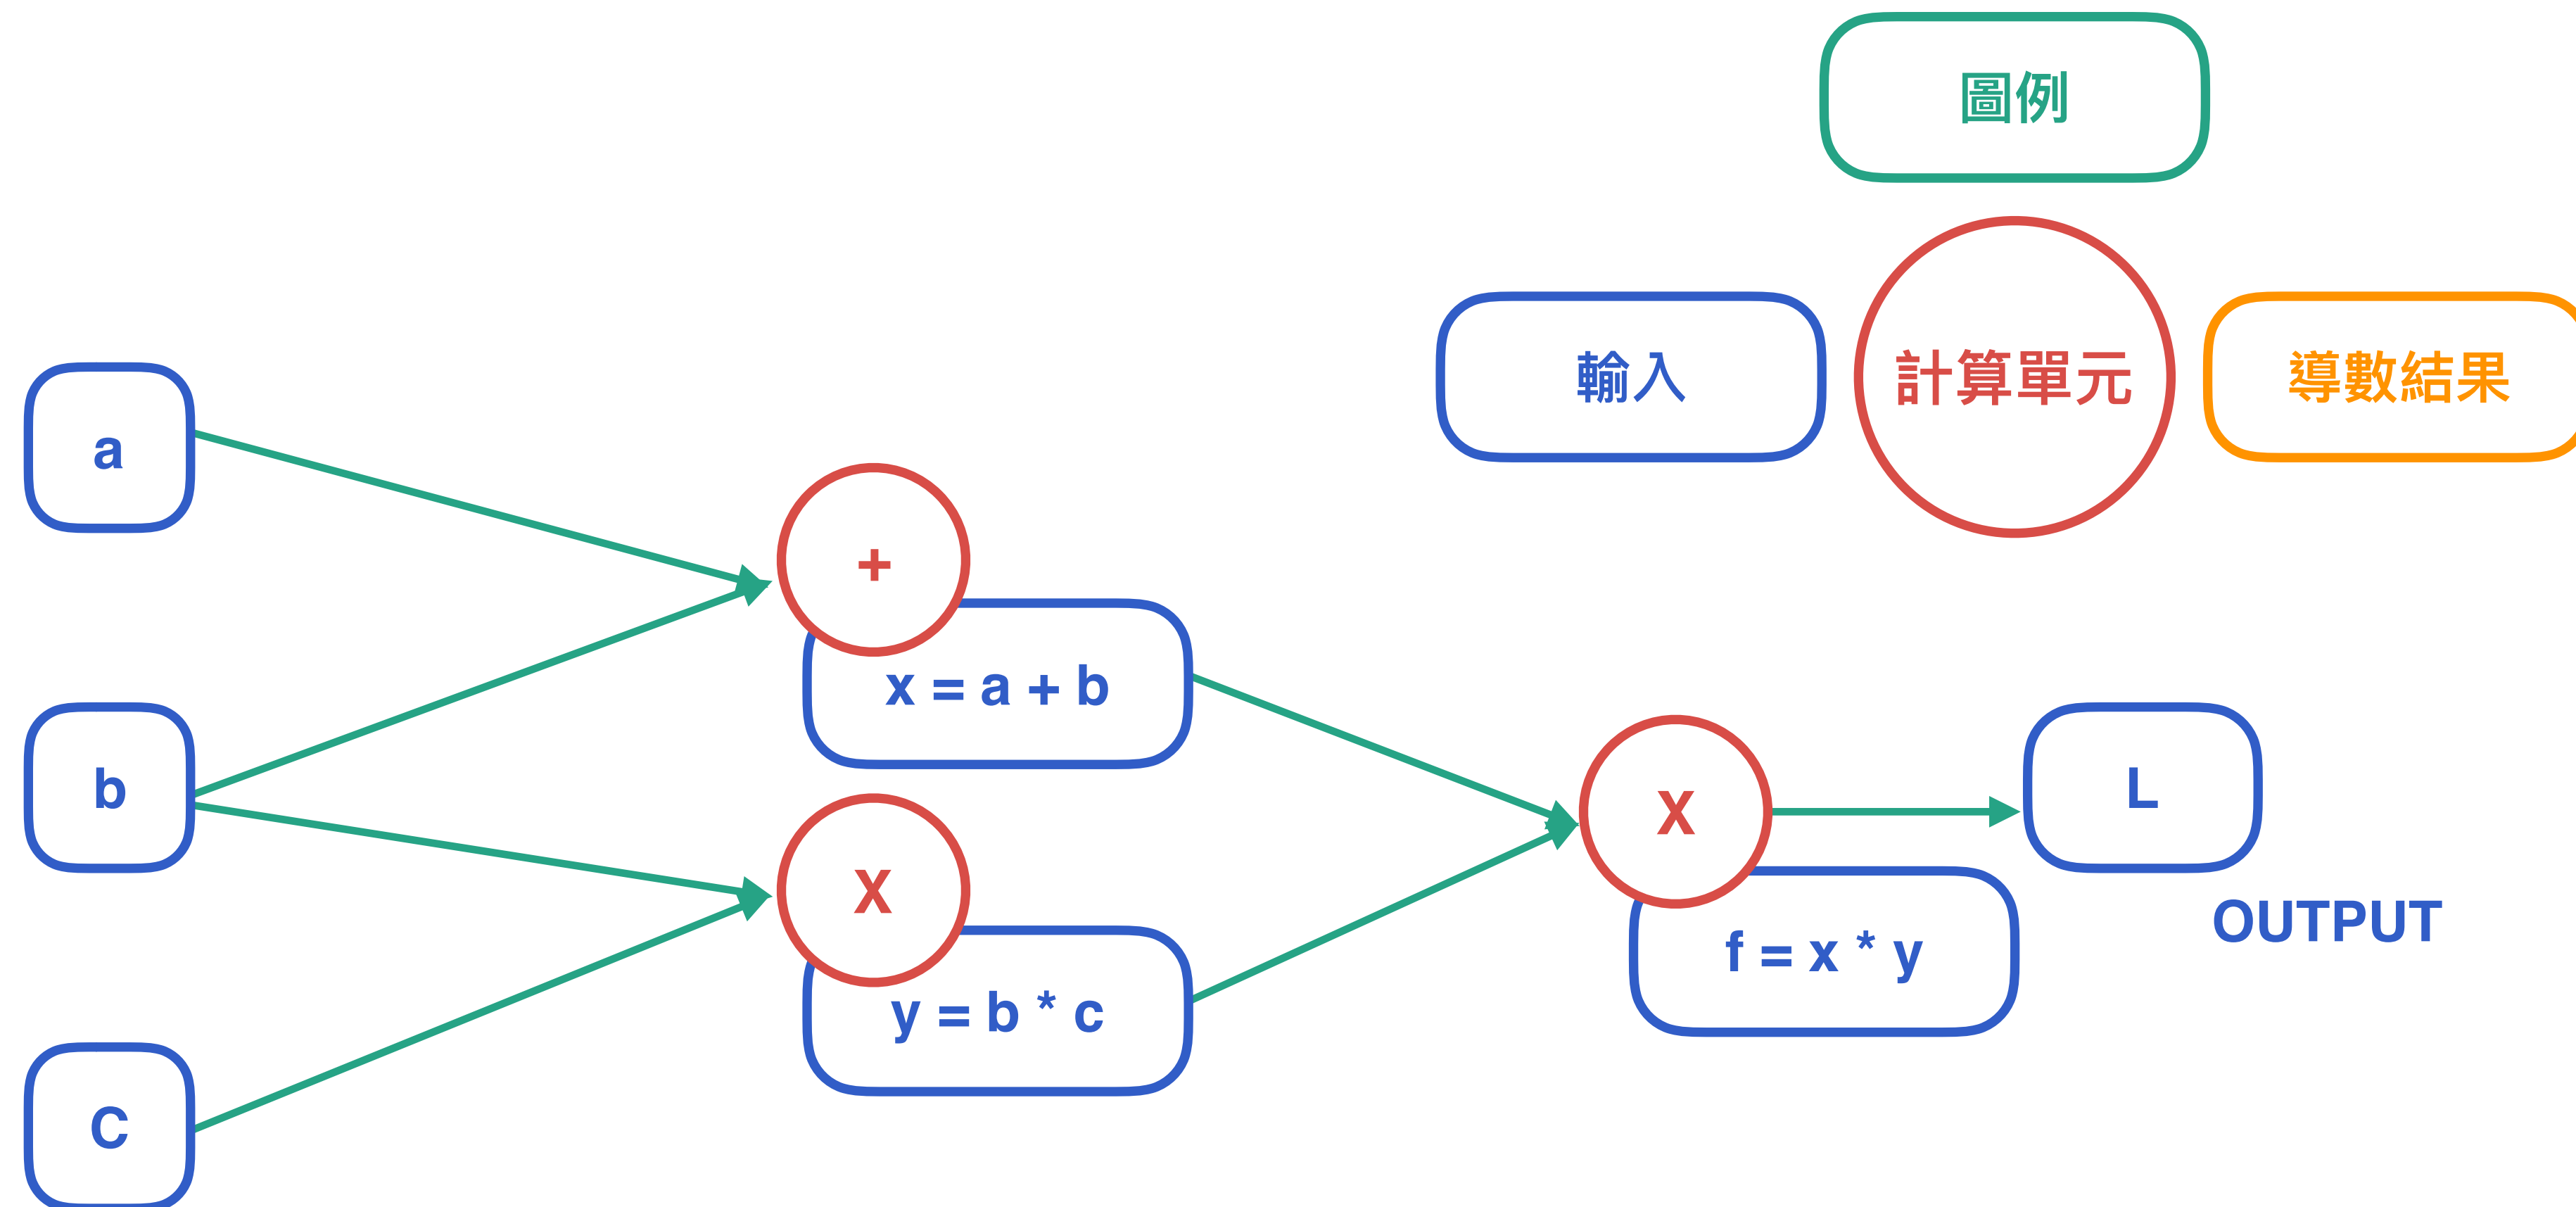 圖例
輸入
計算單元
導數結果
a
+
x = a + b
b
X
y = b * c
C
X
f = x * y
L
OUTPUT